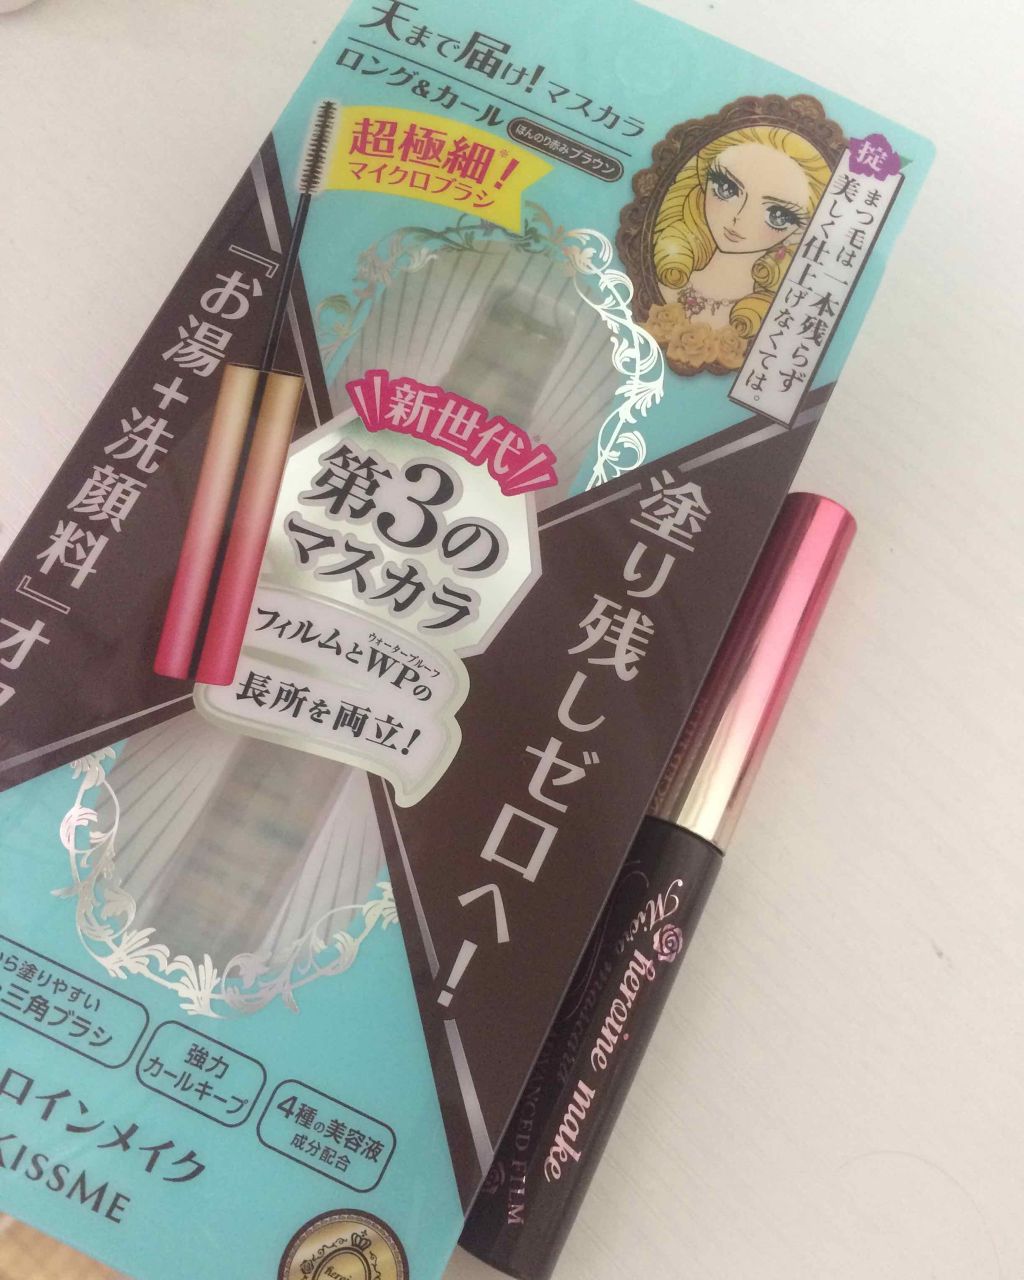 天まで届け!マスカラ
ロング&カール
ほんのり赤みブラウン
超極細※!
マイクロブラシ
掟
まつ毛は一本残らず
美しく仕上げなくては。
『お湯+洗顔料』オフ
新世代※
第3の
マスカラ
フィルムとWPの
ウォータープルーフ
長所を両立!
塗り残しゼロへ!
から塗りやすい
三角ブラシ
強力
カールキープ
4種の美容液
成分配合
ロインメイク
KISSME
heroine make
Micro mascara
ADVANCED FILM